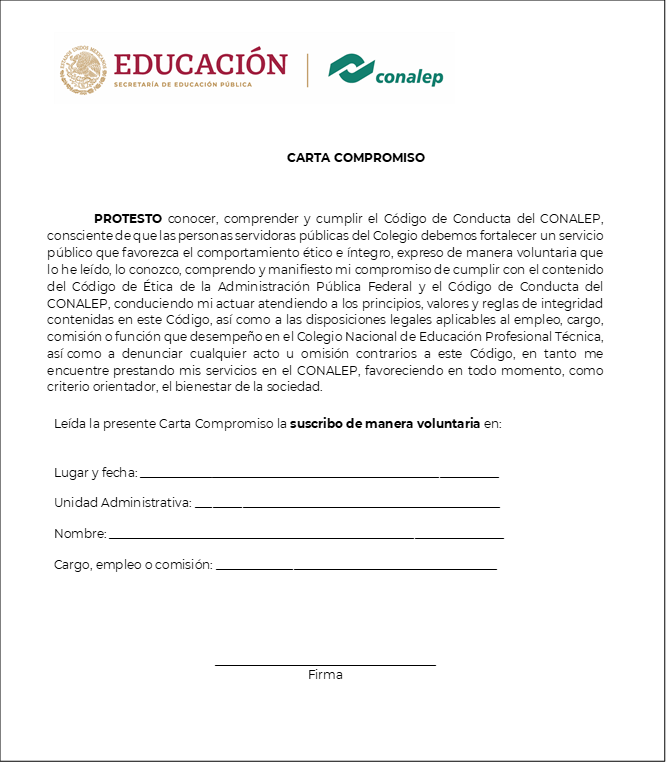 ESTADOS UNIDOS MEXICANOS
EDUCACIÓN
SECRETARÍA DE EDUCACIÓN PÚBLICA
conalep
CARTA COMPROMISO
PROTESTO conocer, comprender y cumplir el Código de Conducta del CONALEP,
consciente de que las personas servidoras públicas del Colegio debemos fortalecer un servicio
público que favorezca el comportamiento ético e íntegro, expreso de manera voluntaria que
lo he leído, lo conozco, comprendo y manifiesto mi compromiso de cumplir con el contenido
del Código de Ética de la Administración Pública Federal y el Código de Conducta del
CONALEP, conduciendo mi actuar atendiendo a los principios, valores y reglas de integridad
contenidas en este Código, así como a las disposiciones legales aplicables al empleo, cargo,
comisión o función que desempeño en el Colegio Nacional de Educación Profesional Técnica,
así como a denunciar cualquier acto u omisión contrarios a este Código, en tanto me
encuentre prestando mis servicios en el CONALEP, favoreciendo en todo momento, como
criterio orientador, el bienestar de la sociedad.
Leída la presente Carta Compromiso la suscribo de manera voluntaria en:
Lugar y fecha:
Unidad Administrativa:
Nombre:
Cargo, empleo o comisión:
Firma